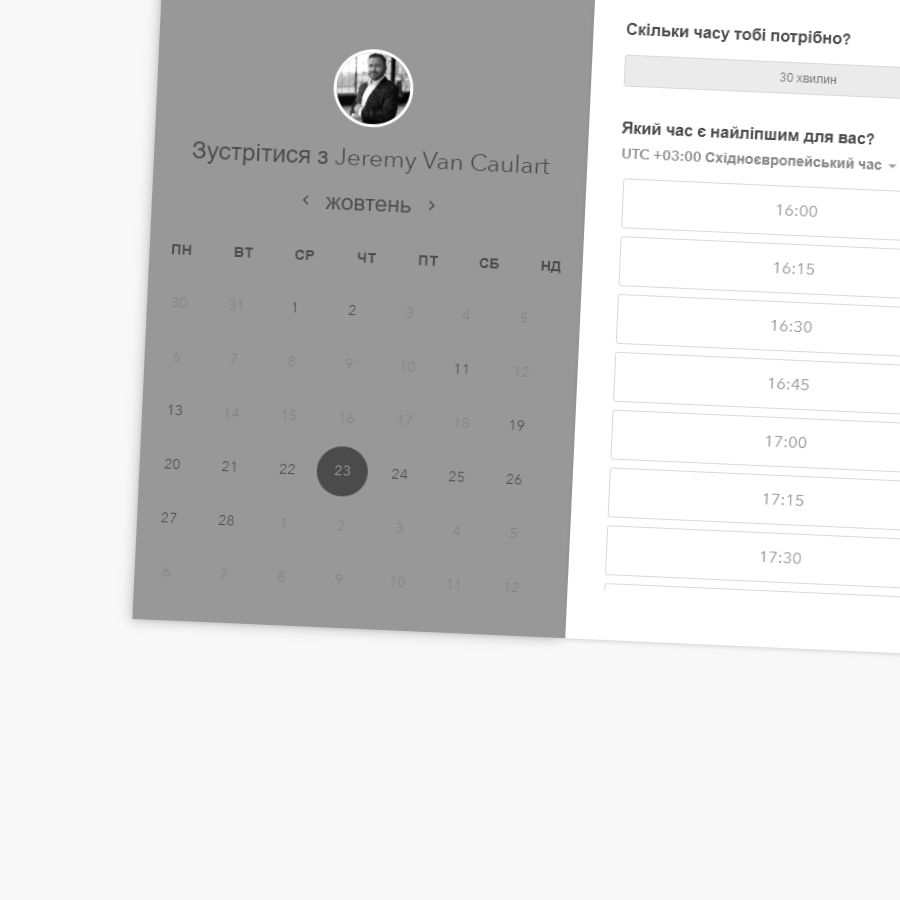 Зустрітися з Jeremy Van Caulart
жовтень
ПН ВТ СР ЧТ ПТ СБ НД
30 31 1 2 3 4 5
6 7 8 9 10 11 12
13 14 15 16 17 18 19
20 21 22 23 24 25 26
27 28 1 2 3 4 5
6 7 8 9 10 11 12
Скільки часу тобі потрібно?
30 хвилин
Який час є найліпшим для вас?
UTC +03:00 Східноєвропейський час
16:00
16:15
16:30
16:45
17:00
17:15
17:30